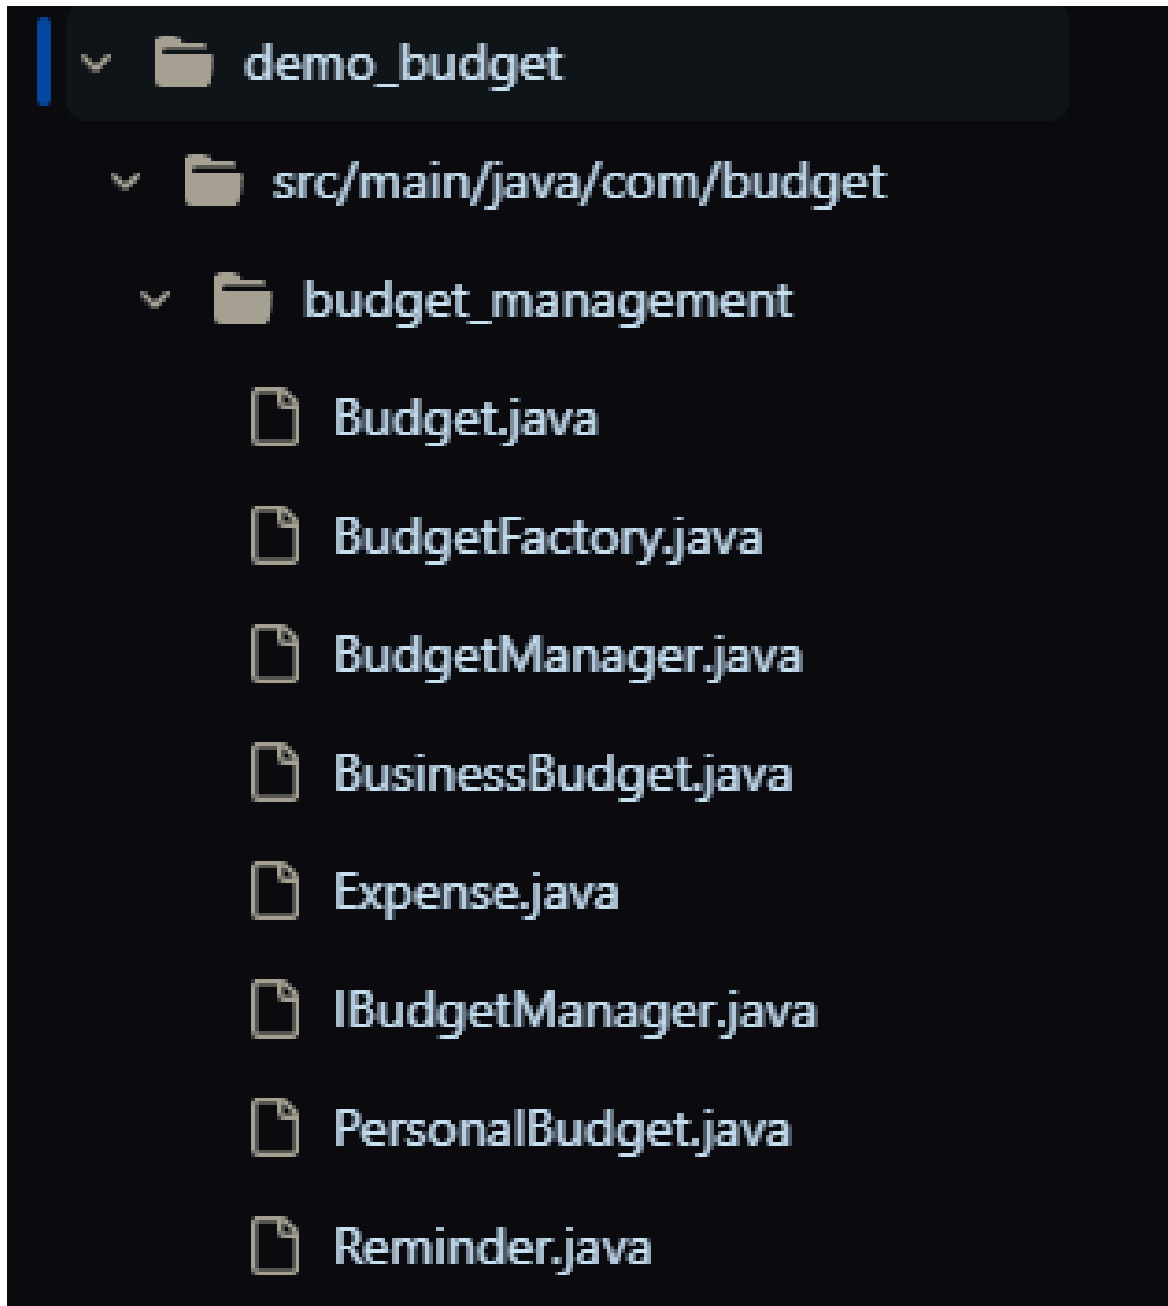 demo_budget
src/main/java/com/budget
budget_management
Budget.java
BudgetFactory.java
BudgetManager.java
BusinessBudget.java
Expense.java
IBudgetManager.java
PersonalBudget.java
Reminder.java